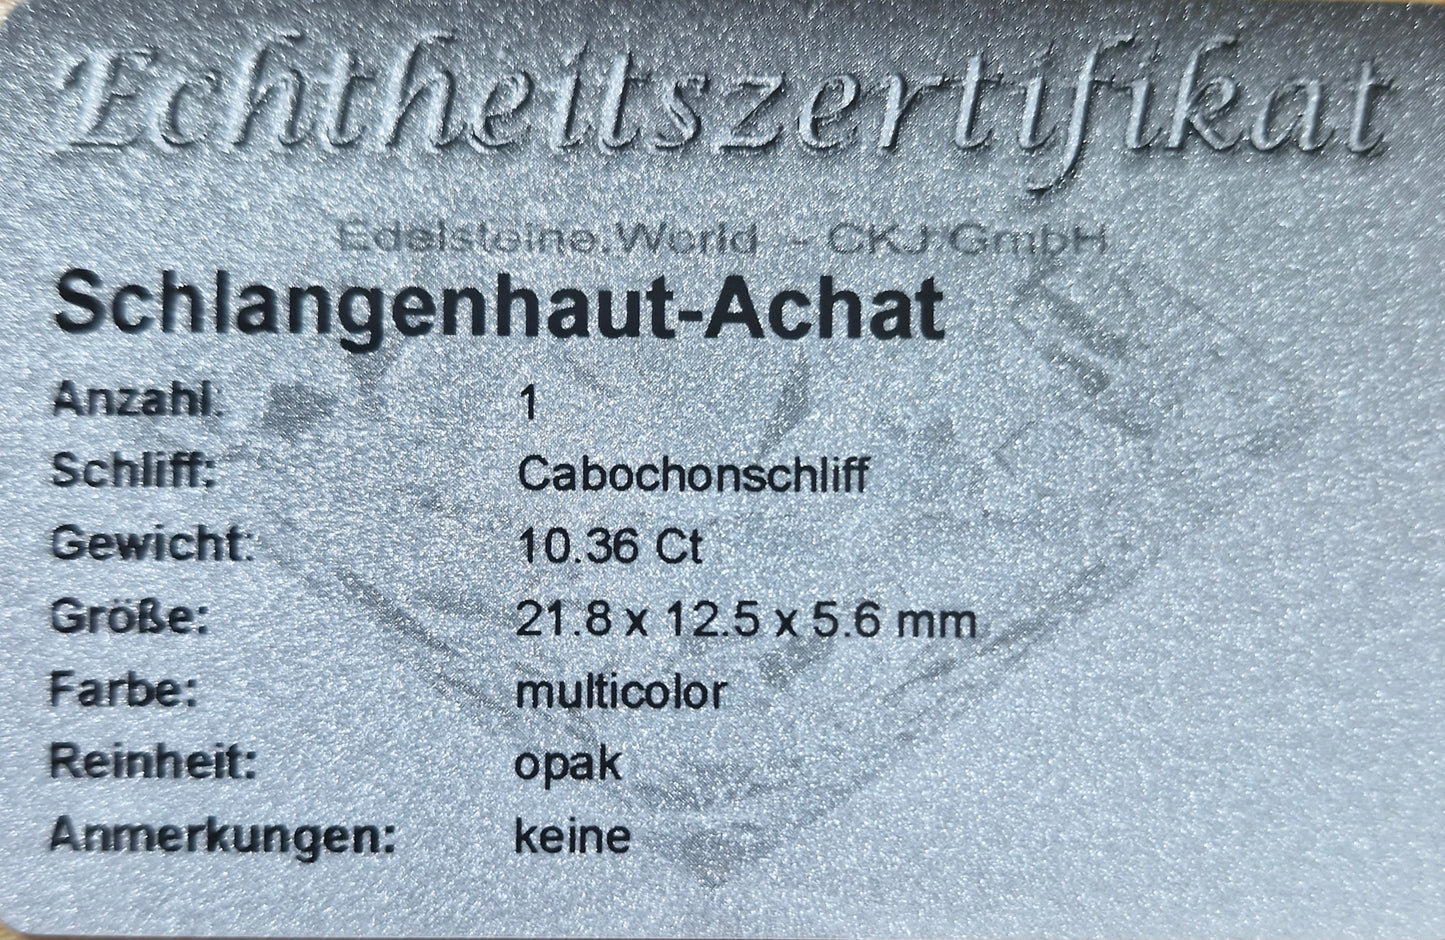 Echtheitszertifikat
Edelsteine.World - CKJ GmbH
Schlangenhaut-Achat
Anzahl: 1
Schliff: Cabochonschliff
Gewicht: 10.36 Ct
Größe: 21.8 x 12.5 x 5.6 mm
Farbe: multicolor
Reinheit: opak
Anmerkungen: keine